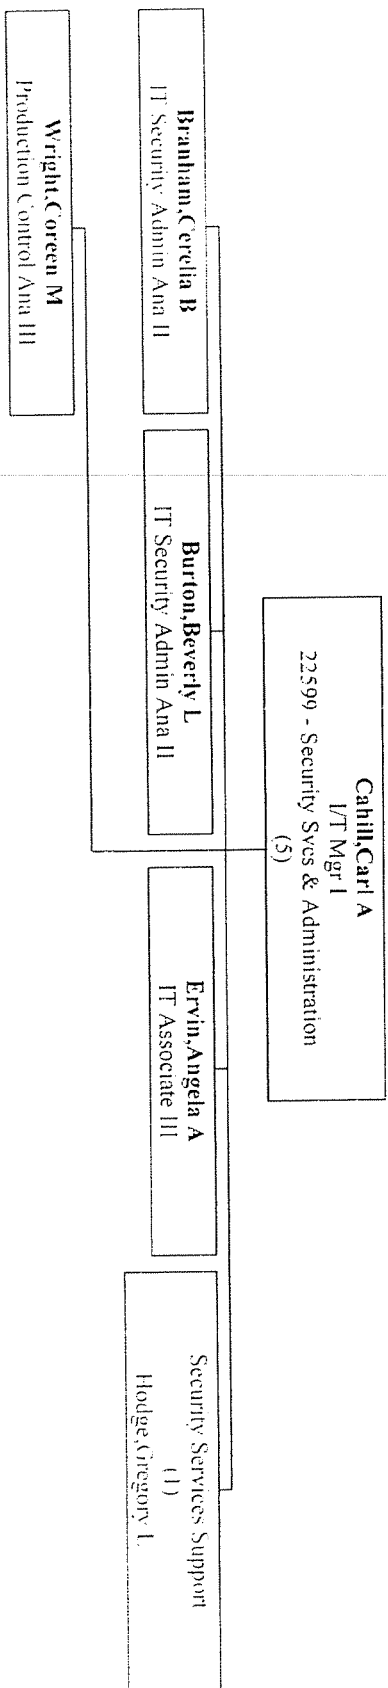 Cahill,Carl A
I/T Mgr I
22599 - Security Svcs & Administration
(5)
Branham,Cerelia B
IT Security Admin Ana II
Burton,Beverly L
IT Security Admin Ana II
Ervin,Angela A
IT Associate III
Security Services Support
(1)
Hodge,Gregory L
Wright,Coreen M
Production Control Ana III